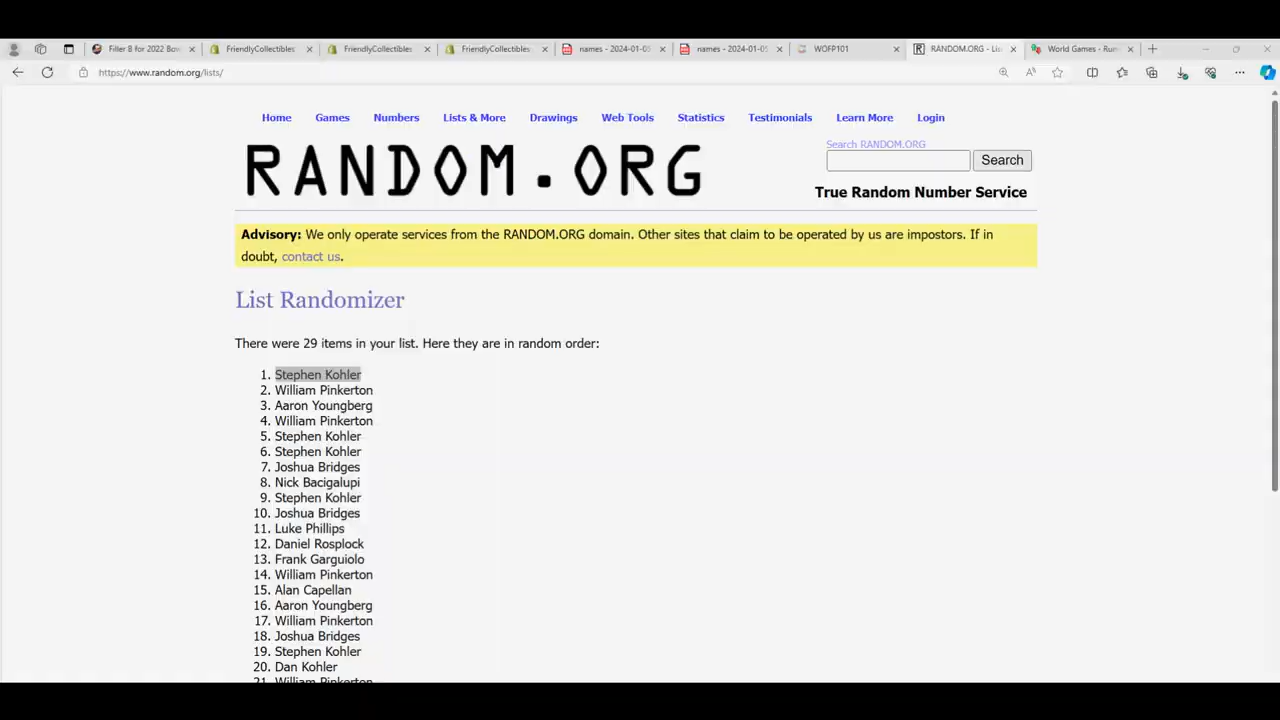 Filler B for 2022 Bow
FriendlyCollectibles
FriendlyCollectibles
FriendlyCollectibles
names - 2024-01-05
names - 2024-01-05
WOFP101
RANDOM.ORG - Lis
World Games - Run
https://www.random.org/lists/
Home Games Numbers Lists & More Drawings Web Tools Statistics Testimonials Learn More Login
Search RANDOM.ORG
RANDOM.ORG
Search
True Random Number Service
Advisory: We only operate services from the RANDOM.ORG domain. Other sites that claim to be operated by us are impostors. If in
doubt, contact us.
List Randomizer
There were 29 items in your list. Here they are in random order:
1. Stephen Kohler
2. William Pinkerton
3. Aaron Youngberg
4. William Pinkerton
5. Stephen Kohler
6. Stephen Kohler
7. Joshua Bridges
8. Nick Bacigalupi
9. Stephen Kohler
10. Joshua Bridges
11. Luke Phillips
12. Daniel Rosplock
13. Frank Garguiolo
14. William Pinkerton
15. Alan Capellan
16. Aaron Youngberg
17. William Pinkerton
18. Joshua Bridges
19. Stephen Kohler
20. Dan Kohler
21. William Pinkerton